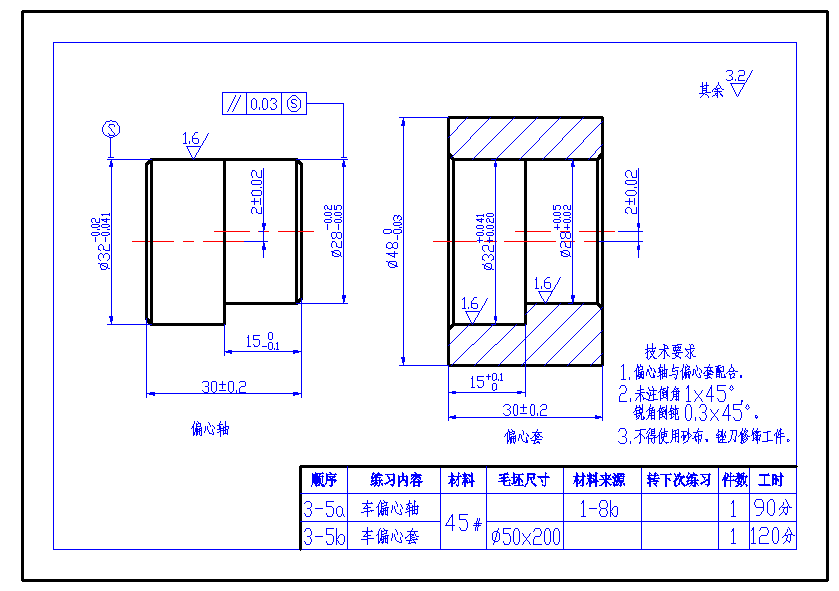 其余 3.2
// 0.03 Ⓢ
Ⓢ
1.6
2±0.02
ø32-0.02 -0.041
ø28-0.02 -0.05
15 0 -0.1
30±0.2
偏心轴
ø48 0 -0.03
ø32+0.041 +0.020
ø28+0.05 +0.02
2±0.02
1.6
1.6
15+0.1 0
30±0.2
偏心套
技术要求
1.偏心轴与偏心套配合。
2.未注倒角1×45°,
锐角倒钝0.3×45°。
3.不得使用砂布、锉刀修饰工件。
顺序 练习内容 材料 毛坯尺寸 材料来源 转下次练习 件数 工时
3-5a 车偏心轴 45# 1-8b 1 90分
3-5b 车偏心套 ø50×200 1 120分